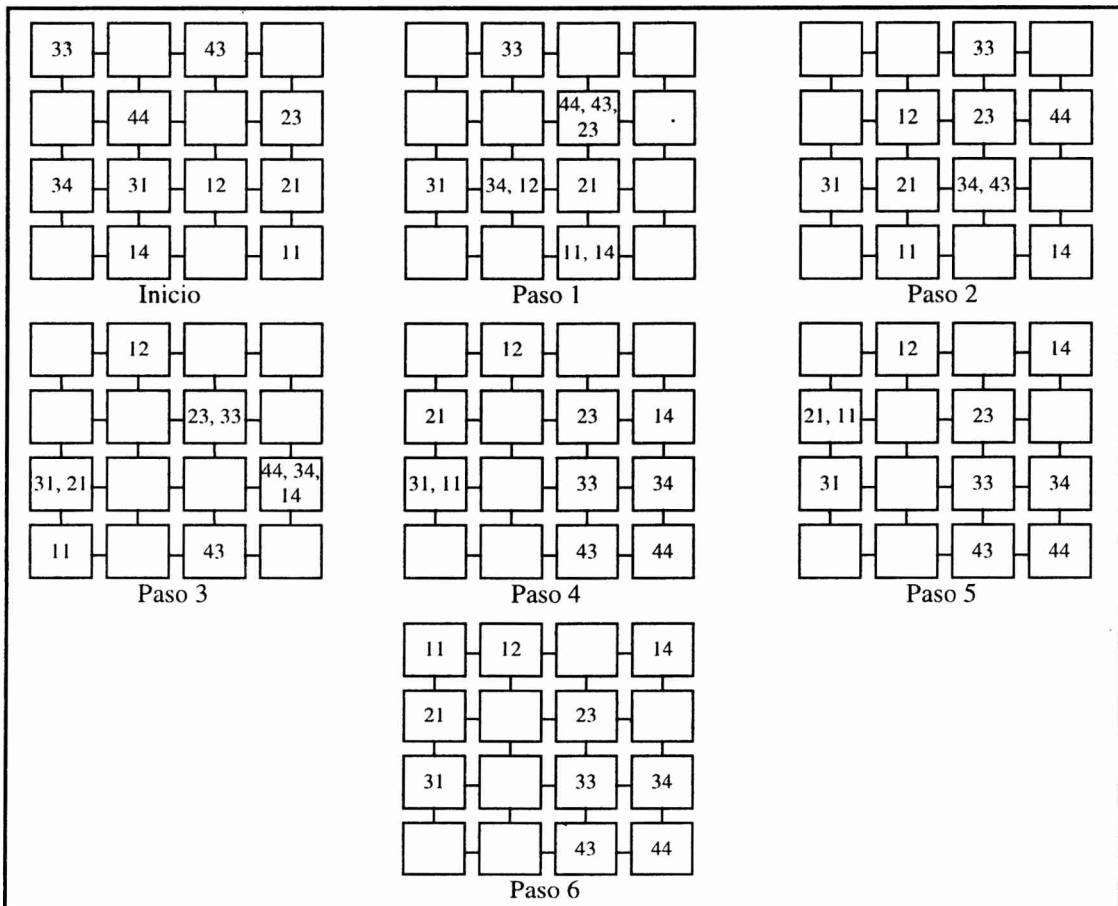 33 43
44 23
34 31 12 21
14 11
Inicio
33
44, 43,
23
31 34, 12 21
11, 14
Paso 1
33
12 23 44
31 21 34, 43
11 14
Paso 2
12
23, 33
31, 21 44, 34,
14
11 43
Paso 3
12
21 23 14
31, 11 33 34
43 44
Paso 4
12 14
21, 11 23
31 33 34
43 44
Paso 5
11 12 14
21 23
31 33 34
43 44
Paso 6